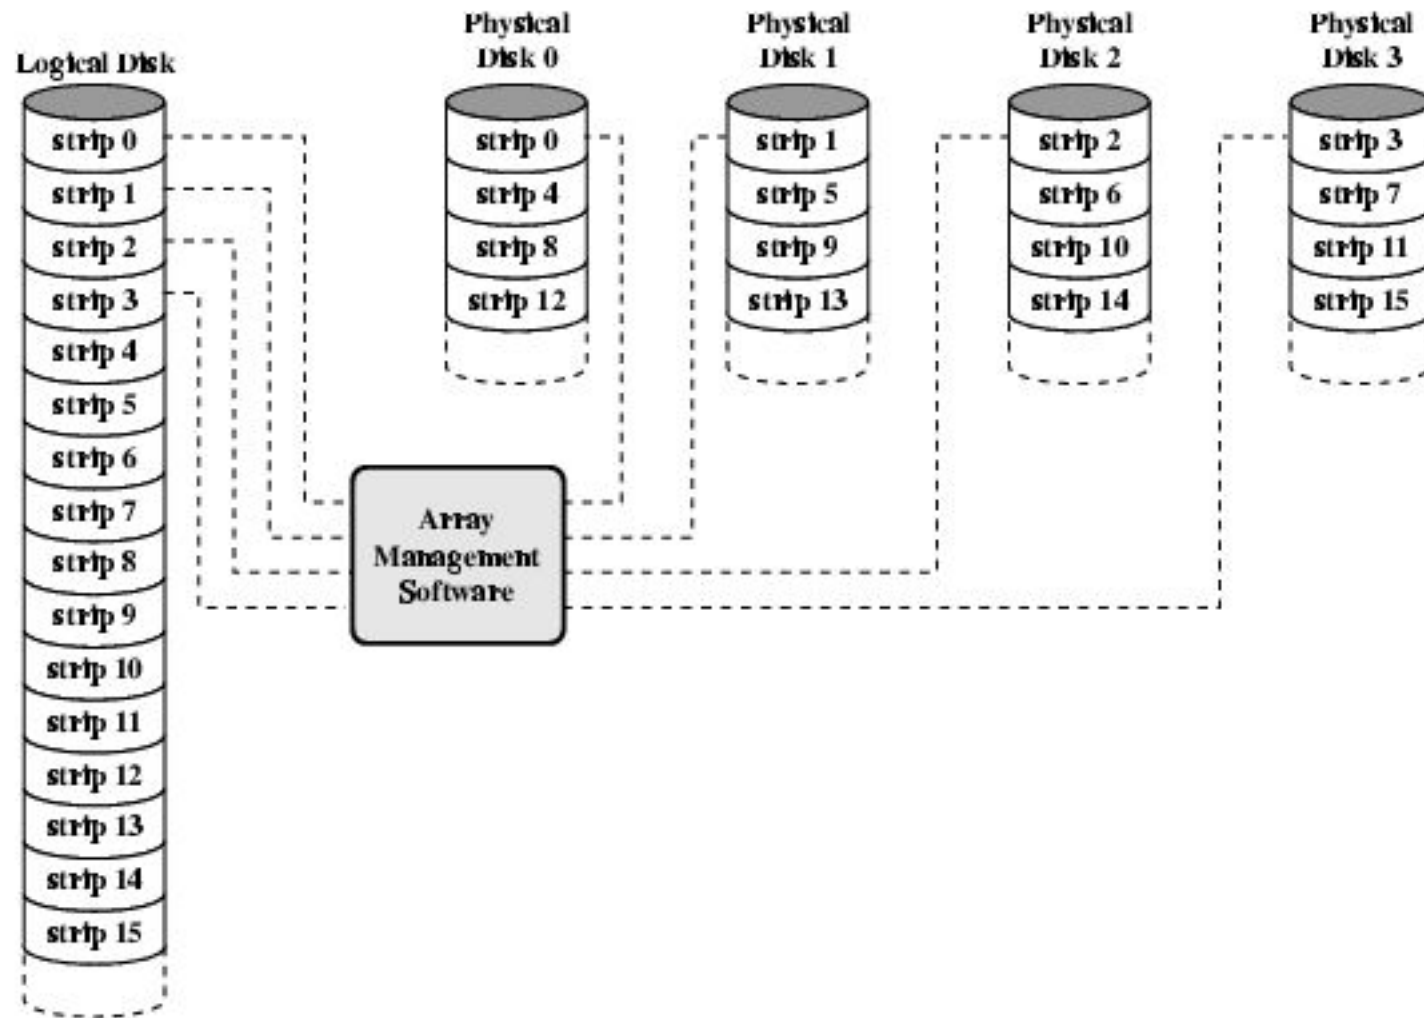 Logical Disk
strip 0
strip 1
strip 2
strip 3
strip 4
strip 5
strip 6
strip 7
strip 8
strip 9
strip 10
strip 11
strip 12
strip 13
strip 14
strip 15
Physical
Disk 0
strip 0
strip 4
strip 8
strip 12
Physical
Disk 1
strip 1
strip 5
strip 9
strip 13
Physical
Disk 2
strip 2
strip 6
strip 10
strip 14
Physical
Disk 3
strip 3
strip 7
strip 11
strip 15
Array
Management
Software